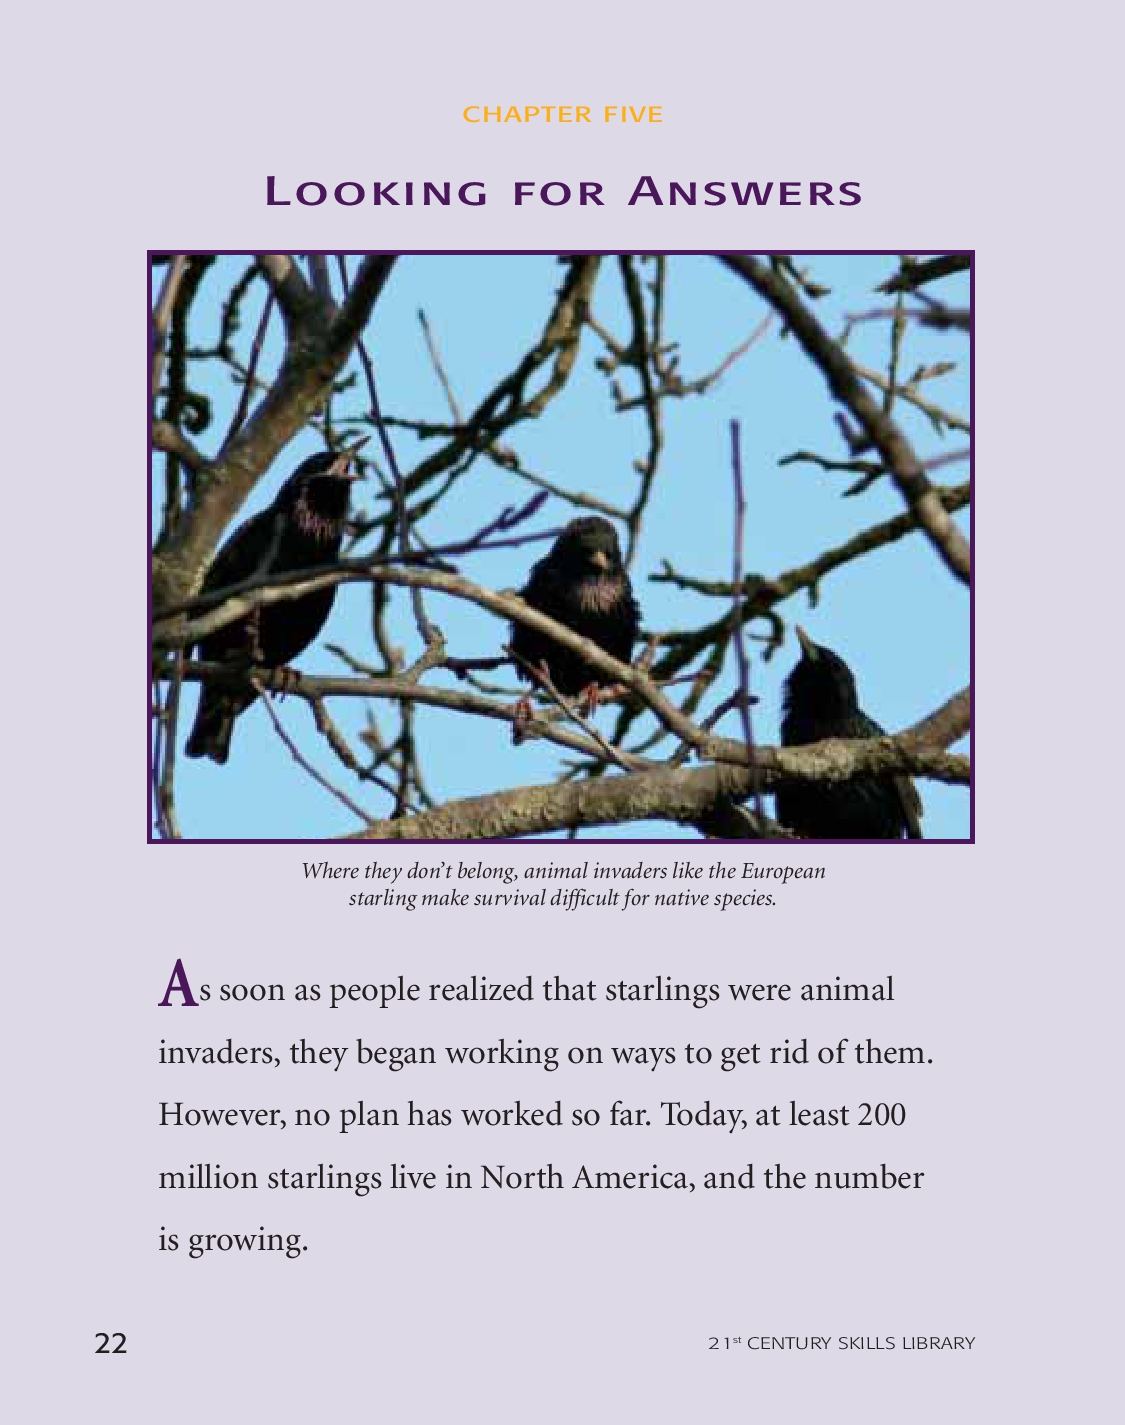 CHAPTER FIVE
LOOKING FOR ANSWERS
Where they don’t belong, animal invaders like the European
starling make survival difficult for native species.
As soon as people realized that starlings were animal
invaders, they began working on ways to get rid of them.
However, no plan has worked so far. Today, at least 200
million starlings live in North America, and the number
is growing.
22
21st CENTURY SKILLS LIBRARY